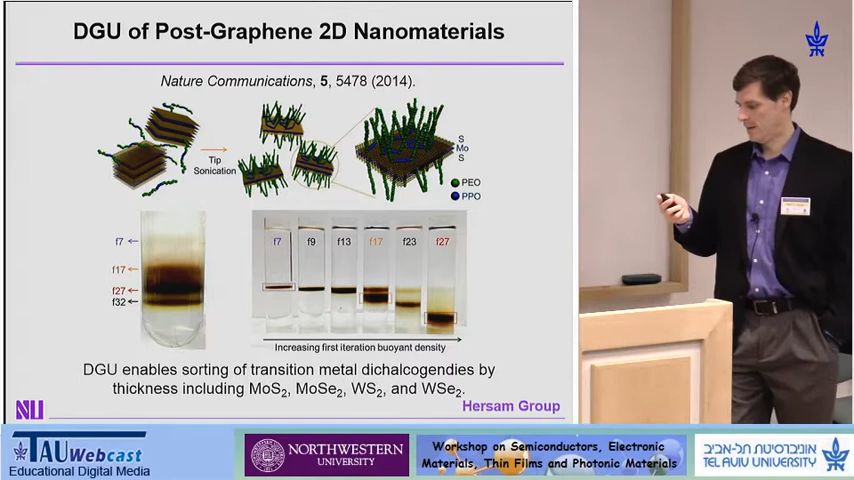 DGU of Post-Graphene 2D Nanomaterials
Nature Communications, 5, 5478 (2014).
Tip
Sonication
S
Mo
S
PEO
PPO
f7
f17
f27
f32
f7
f9
f13
f17
f23
f27
Increasing first iteration buoyant density
DGU enables sorting of transition metal dichalcogendies by
thickness including MoS2, MoSe2, WS2, and WSe2.
NU
Hersam Group
TAU Webcast
Educational Digital Media
NORTHWESTERN
UNIVERSITY
Workshop on Semiconductors, Electronic
Materials, Thin Films and Photonic Materials
אוניברסיטת תל-אביב
TEL AVIV UNIVERSITY